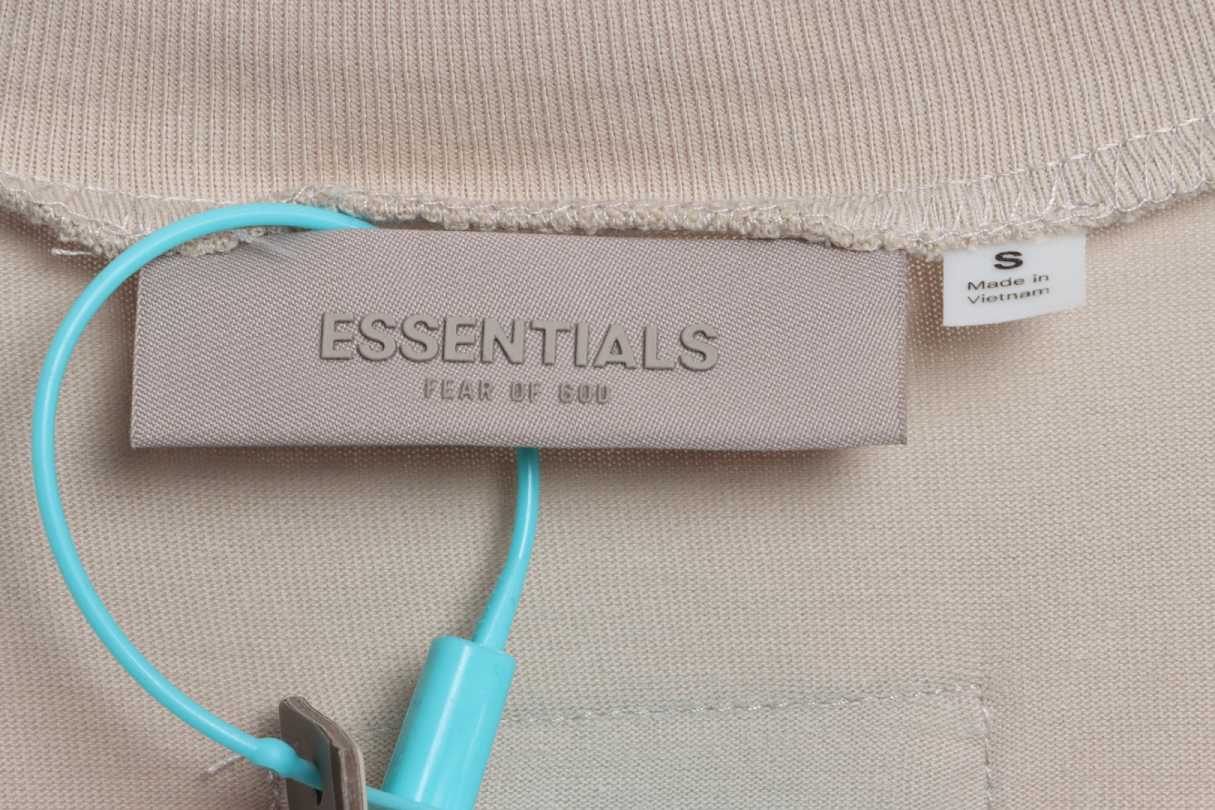 ESSENTIALS
FEAR OF GOD
S
Made in
Vietnam